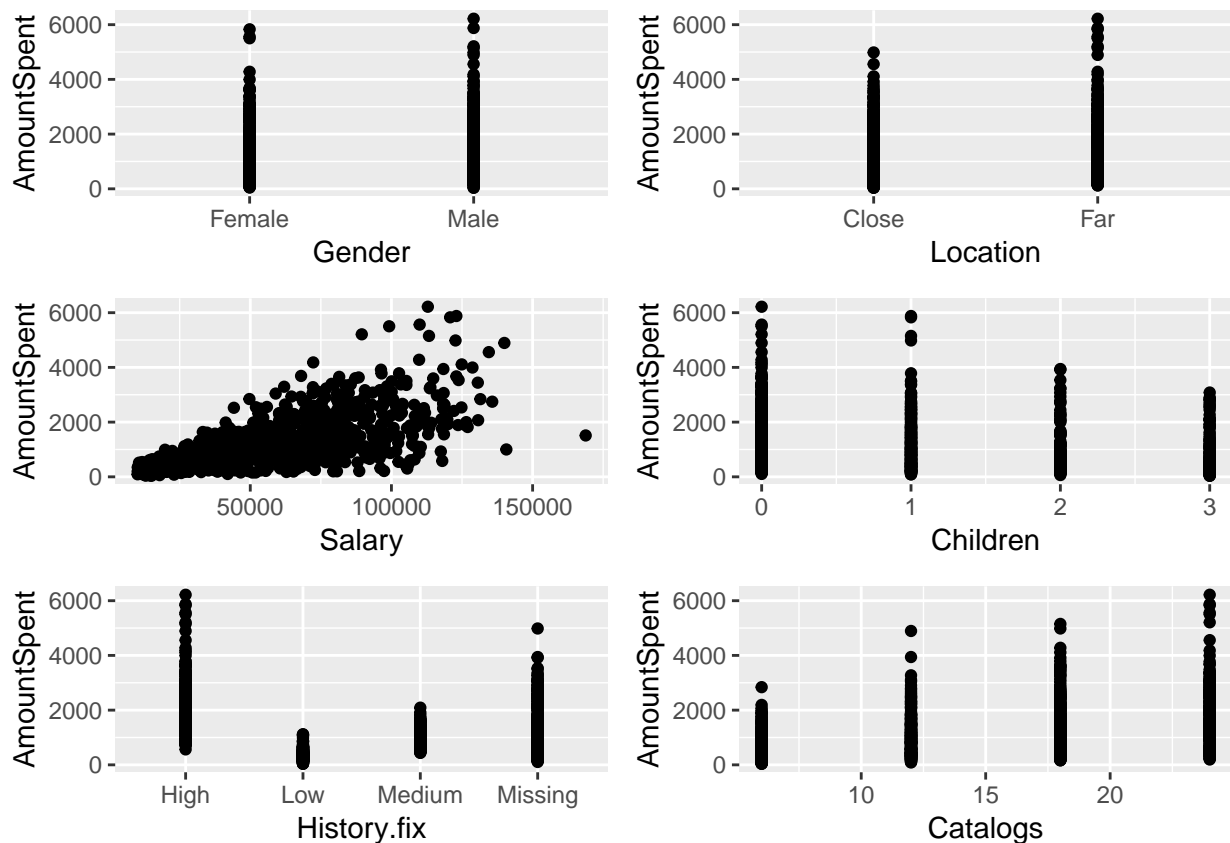 AmountSpent
6000
4000
2000
0
Female Male
Gender
AmountSpent
6000
4000
2000
0
Close Far
Location
AmountSpent
6000
4000
2000
0
50000 100000 150000
Salary
AmountSpent
6000
4000
2000
0
0 1 2 3
Children
AmountSpent
6000
4000
2000
0
High Low Medium Missing
History.fix
AmountSpent
6000
4000
2000
0
10 15 20
Catalogs